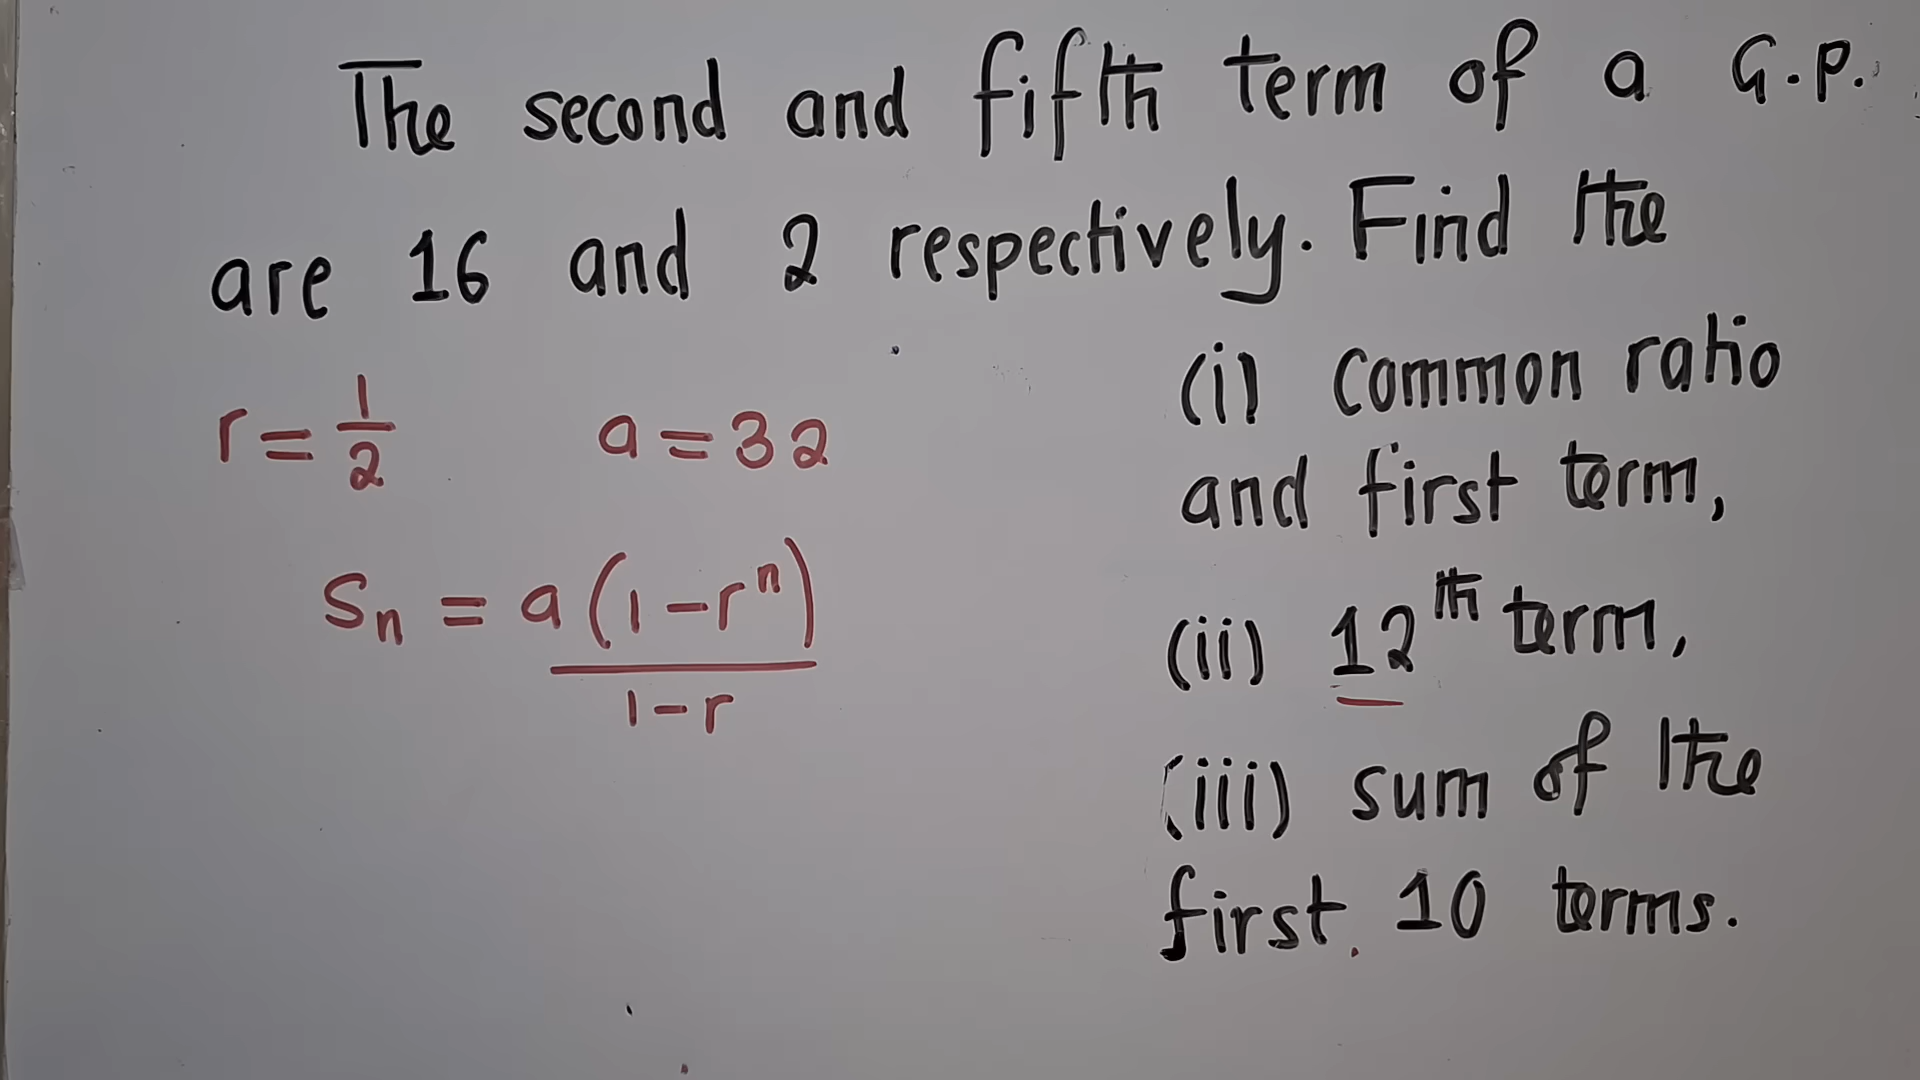 The second and fifth term of a G.P.
are 16 and 2 respectively. Find the
(i) common ratio
and first term,
(ii) 12th term,
(iii) sum of the
first. 10 terms.
r = 1/2 a = 32
Sn = a(1-r^n)
1-r